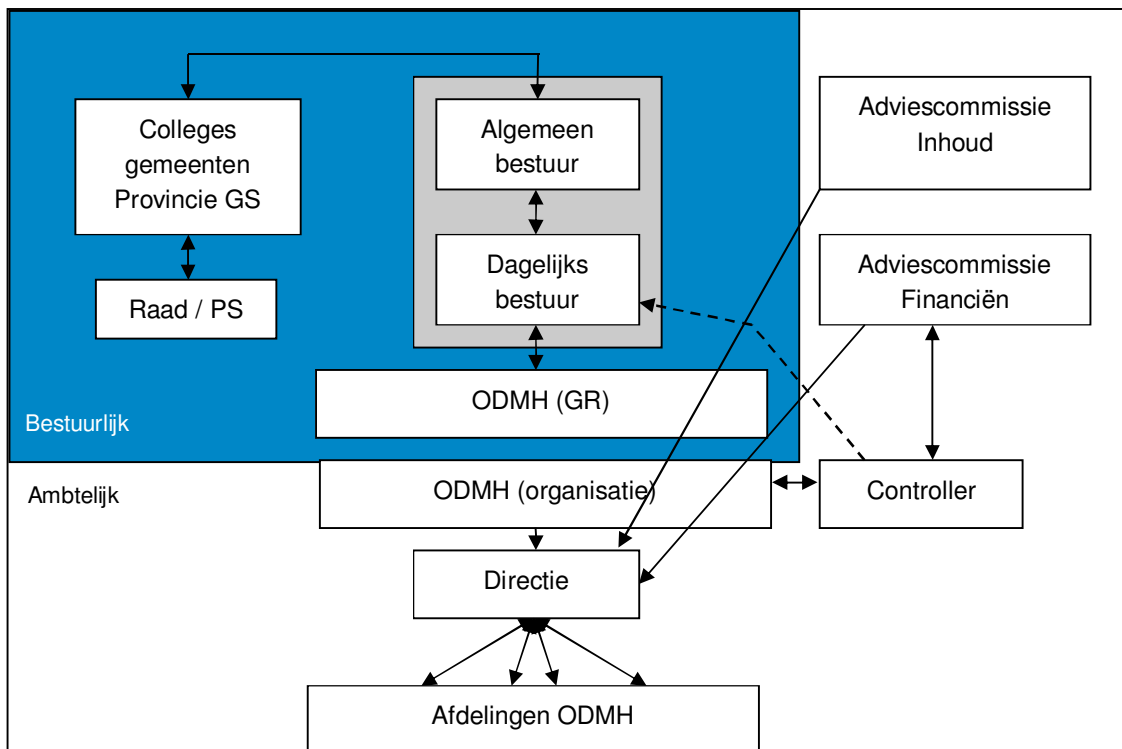 Colleges
gemeenten
Provincie GS
Algemeen
bestuur
Adviescommissie
Inhoud
Raad / PS
Dagelijks
bestuur
Adviescommissie
Financiën
ODMH (GR)
Bestuurlijk
Ambtelijk
ODMH (organisatie)
Controller
Directie
Afdelingen ODMH